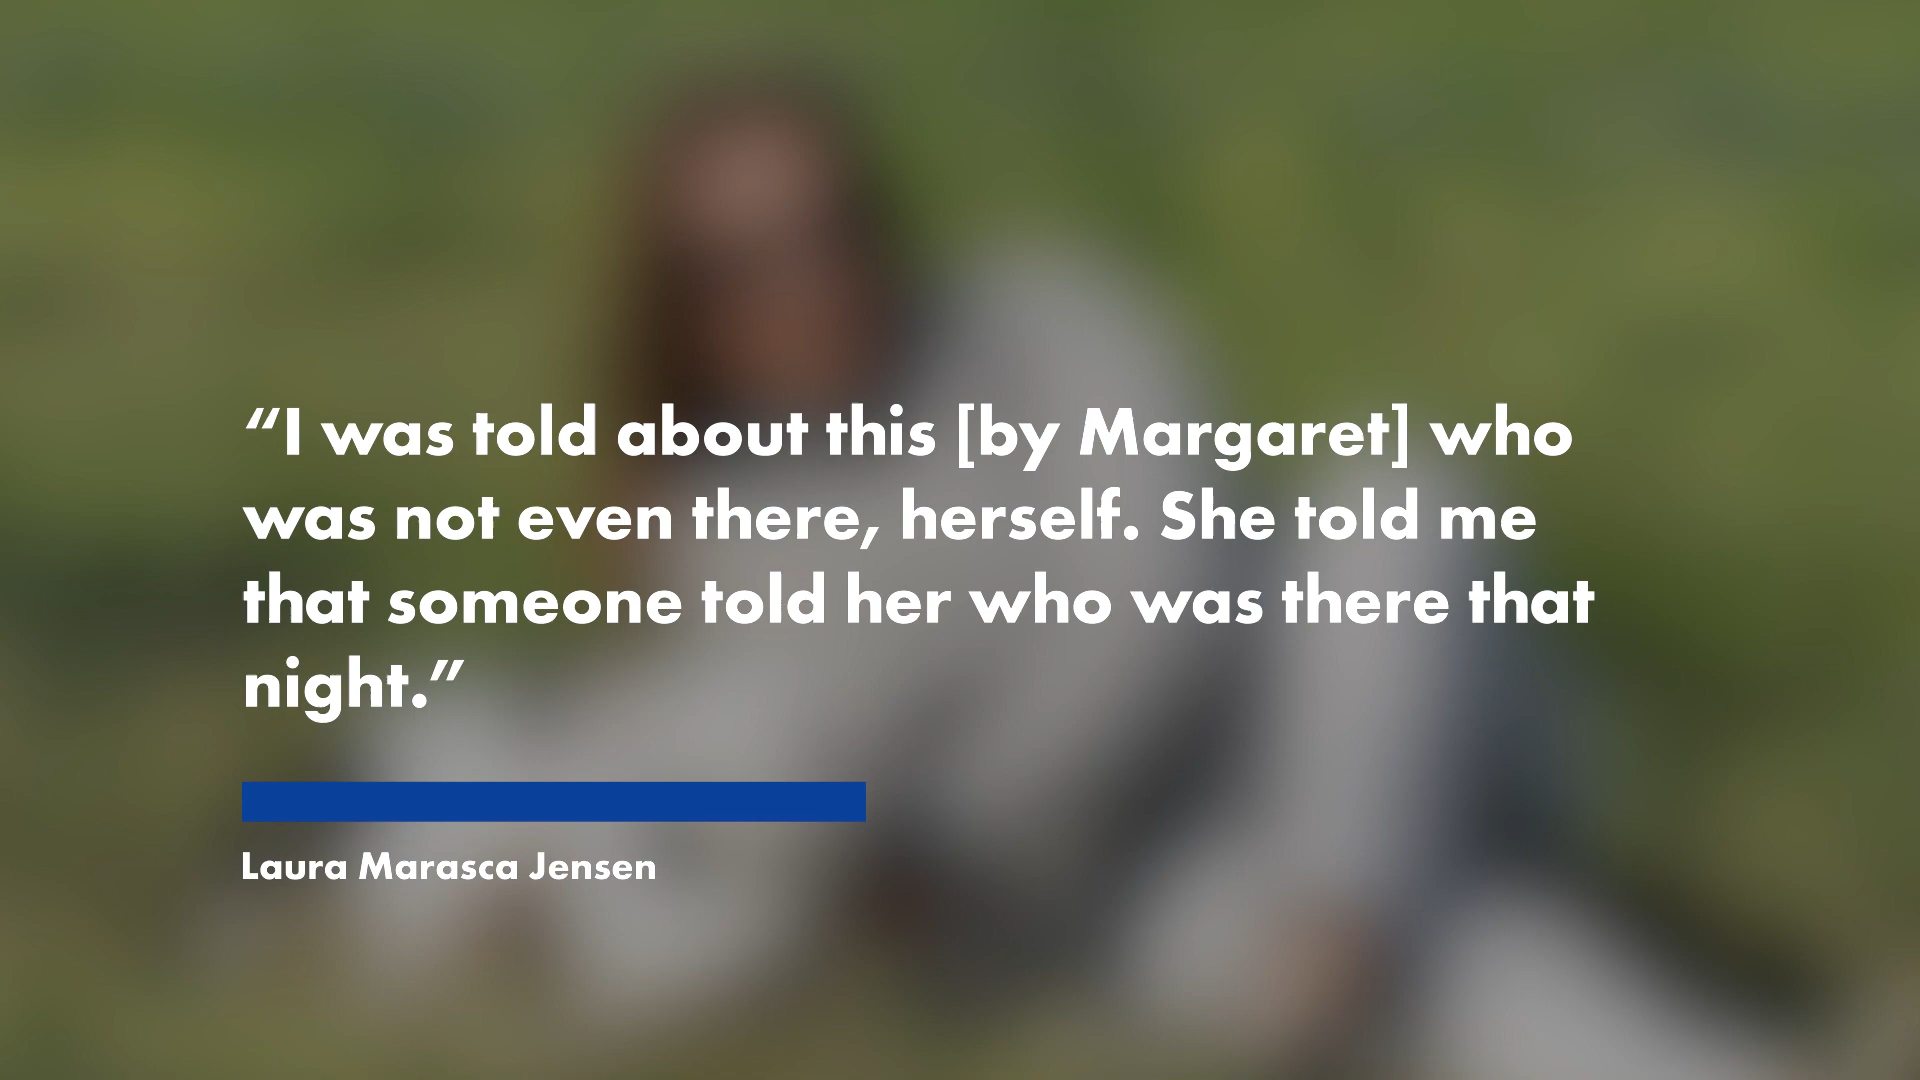 “I was told about this [by Margaret] who
was not even there, herself. She told me
that someone told her who was there that
night.”
Laura Marasca Jensen